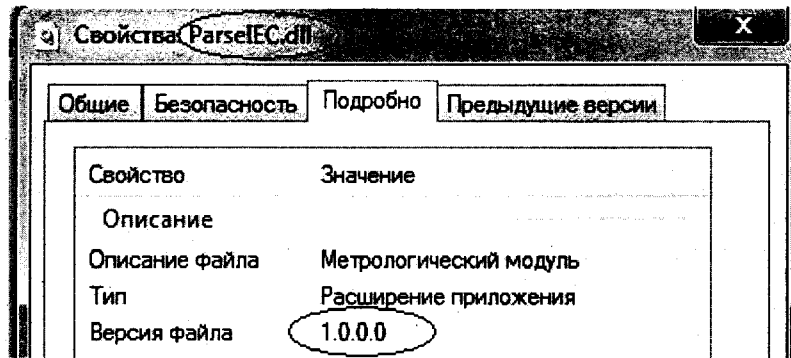 Свойства: ParseIEC.dll
X
Общие Безопасность Подробно Предыдущие версии
Свойство Значение
Описание
Описание файла Метрологический модуль
Тип Расширение приложения
Версия файла 1.0.0.0